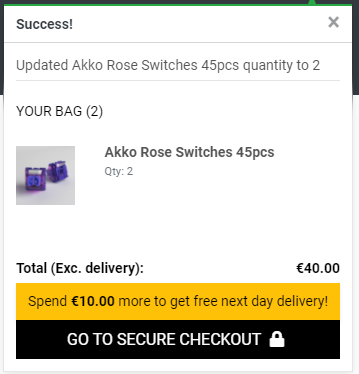 Success!
×
Updated Akko Rose Switches 45pcs quantity to 2
YOUR BAG (2)
Akko Rose Switches 45pcs
Qty: 2
Total (Exc. delivery): €40.00
Spend €10.00 more to get free next day delivery!
GO TO SECURE CHECKOUT